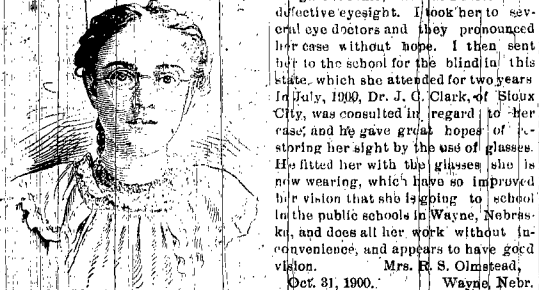 defective eyesight. I took her to sev-
eral eye doctors and they pronounced
her case without hope. I then sent
her to the school for the blind in this
state, which she attended for two years
In July, 1900, Dr. J. C. Clark, of Sioux
City, was consulted in regard to her
case, and he gave great hopes of re-
storing her sight by the use of glasses.
He fitted her with the glasses she is
now wearing, which have so improved
her vision that she is going to school
in the public schools in Wayne, Nebras-
ka, and does all her work without in-
convenience, and appears to have good
vision. Mrs. R. S. Olmstead,
Oct. 31, 1900. Wayne, Nebr.